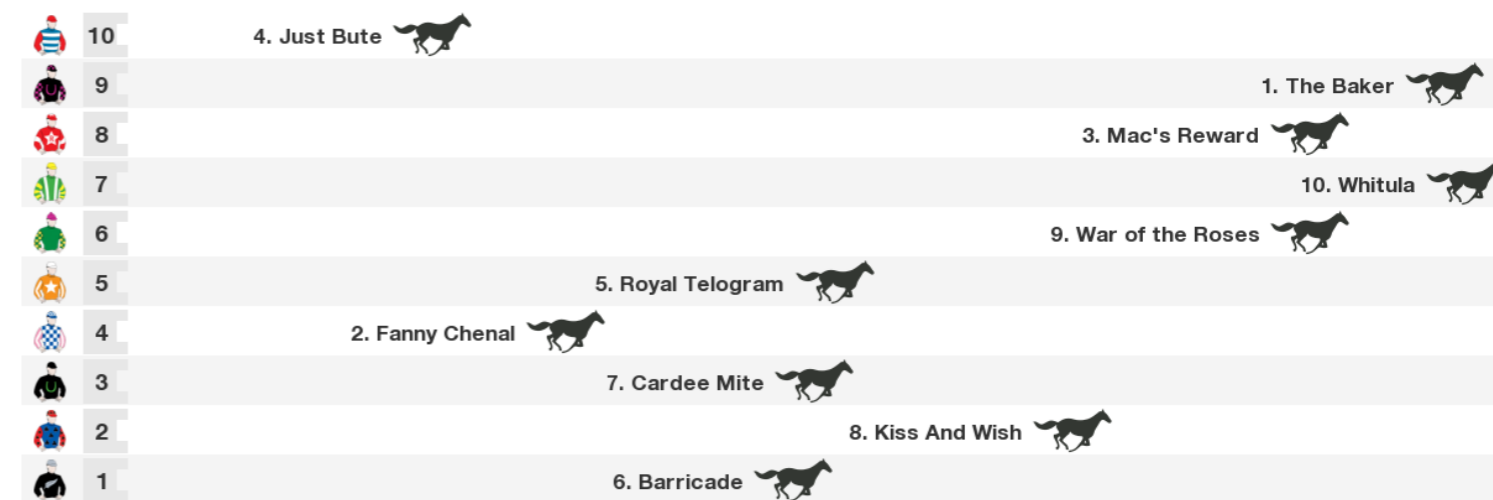 10 4. Just Bute
9 1. The Baker
8 3. Mac's Reward
7 10. Whitula
6 9. War of the Roses
5 5. Royal Telogram
4 2. Fanny Chenal
3 7. Cardee Mite
2 8. Kiss And Wish
1 6. Barricade